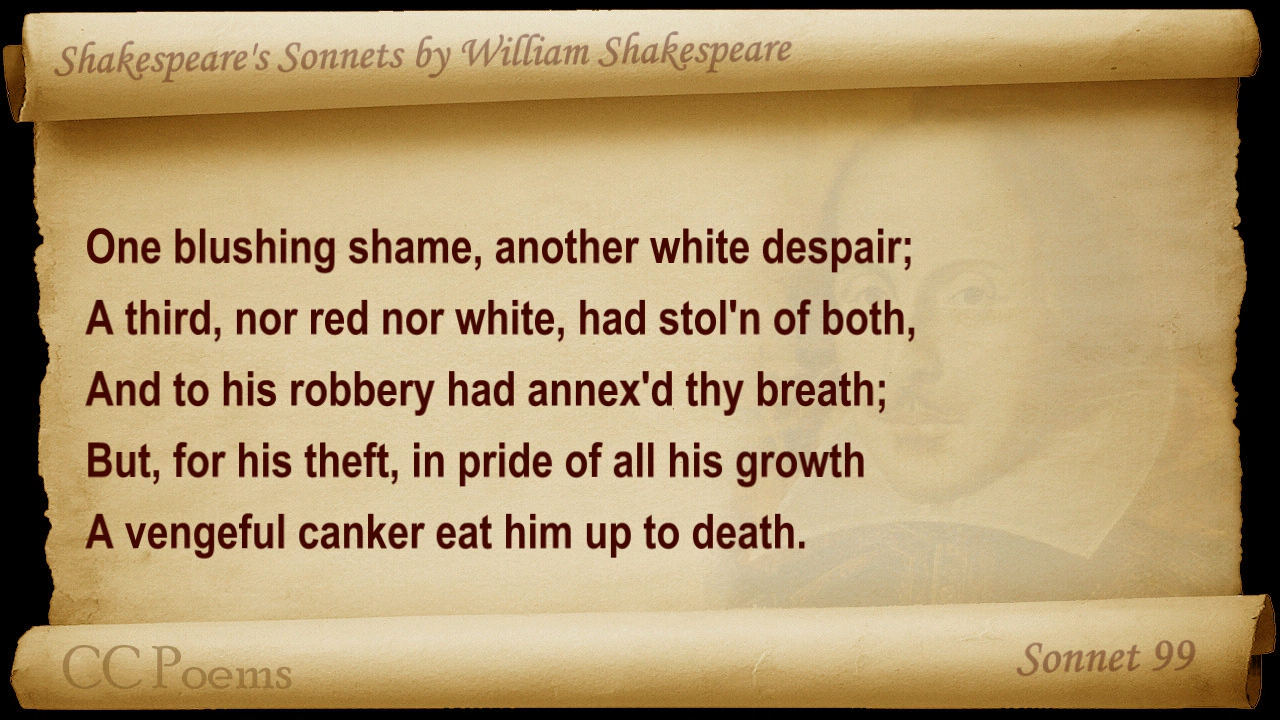 Shakespeare's Sonnets by William Shakespeare
One blushing shame, another white despair;
A third, nor red nor white, had stol'n of both,
And to his robbery had annex'd thy breath;
But, for his theft, in pride of all his growth
A vengeful canker eat him up to death.
CC Poems
Sonnet 99